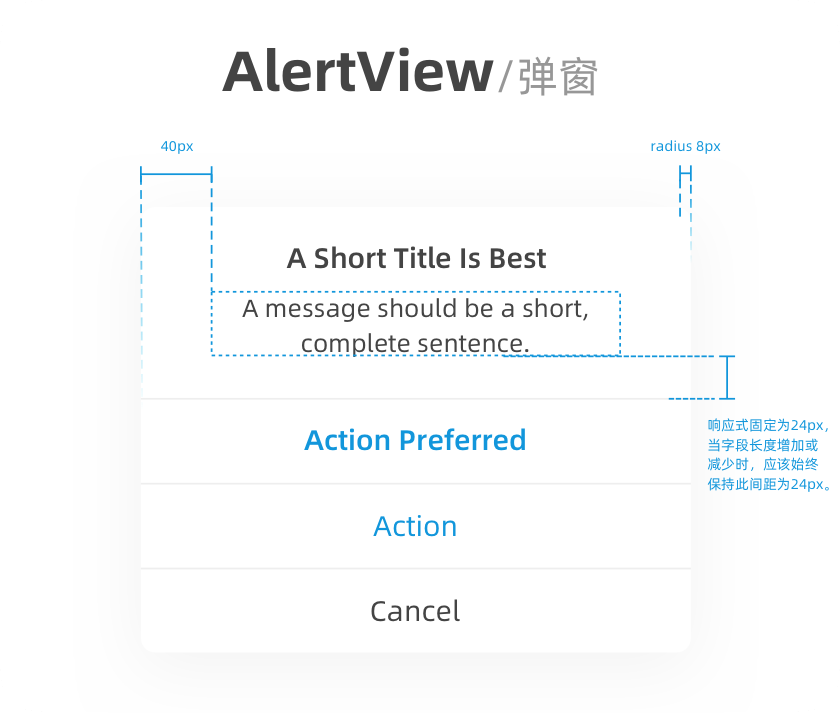 AlertView/弹窗
40px
radius 8px
A Short Title Is Best
A message should be a short,
complete sentence.
响应式固定为24px,
当字段长度增加或
减少时，应该始终
保持此间距为24px。
Action Preferred
Action
Cancel